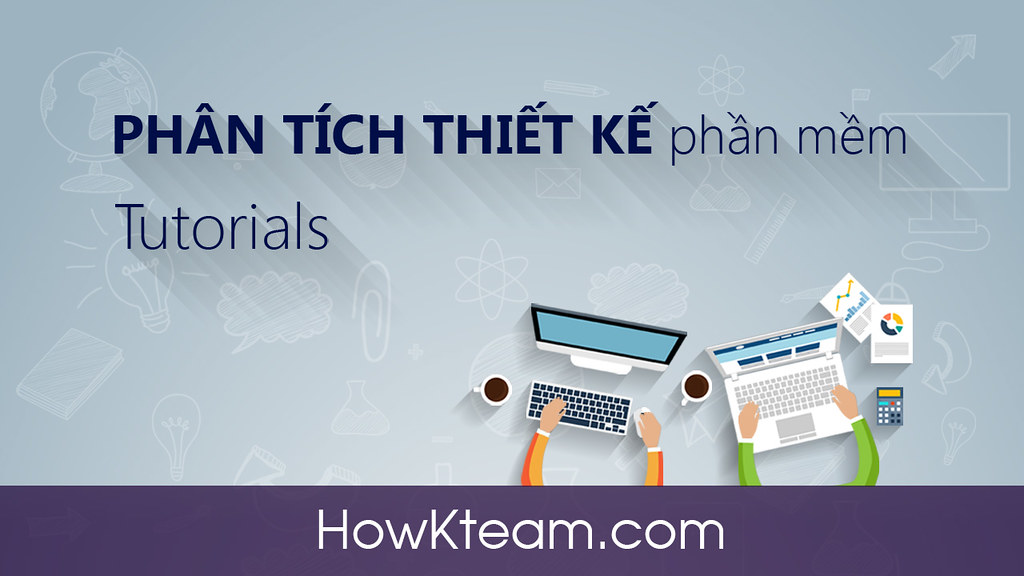 PHÂN TÍCH THIẾT KẾ phần mềm
Tutorials
HowKteam.com